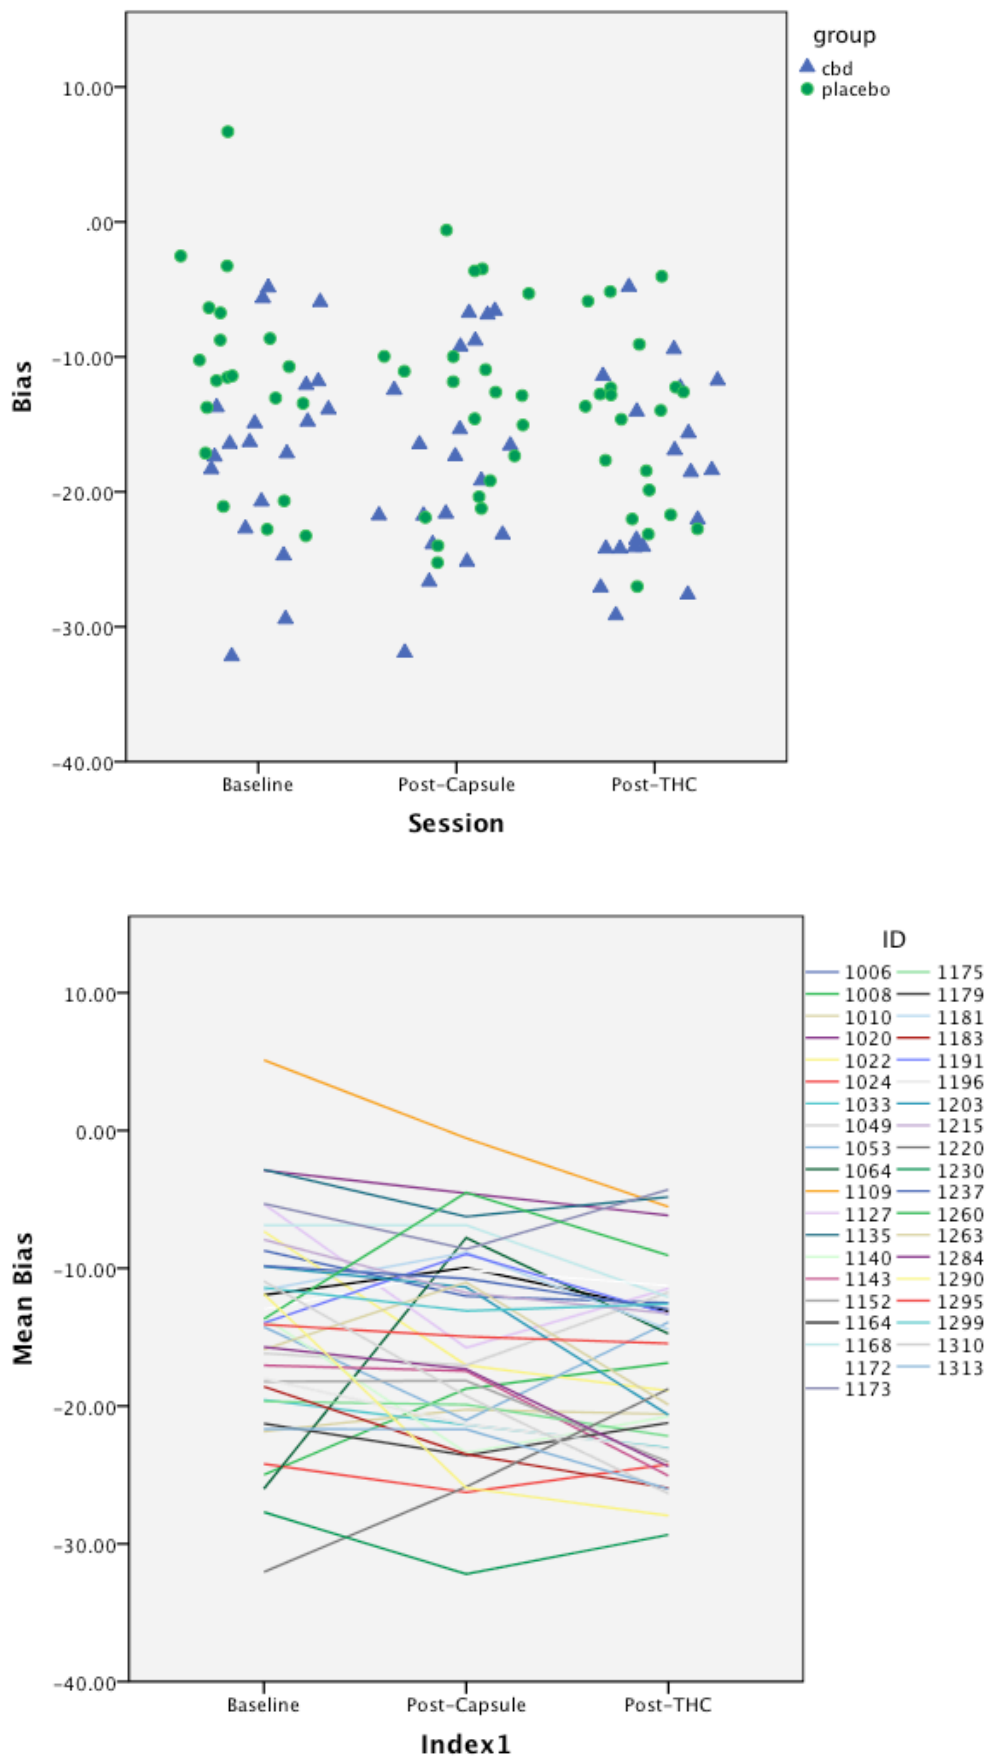 group
cbd
placebo
10.00
.00
-10.00
-20.00
-30.00
-40.00
Bias
Baseline
Post-Capsule
Post-THC
Session
ID
1006 1175
1008 1179
1010 1181
1020 1183
1022 1191
1024 1196
1033 1203
1049 1215
1053 1220
1064 1230
1109 1237
1127 1260
1135 1263
1140 1284
1143 1290
1152 1295
1164 1299
1168 1310
1172 1313
1173
10.00
0.00
-10.00
-20.00
-30.00
-40.00
Mean Bias
Baseline
Post-Capsule
Post-THC
Index1